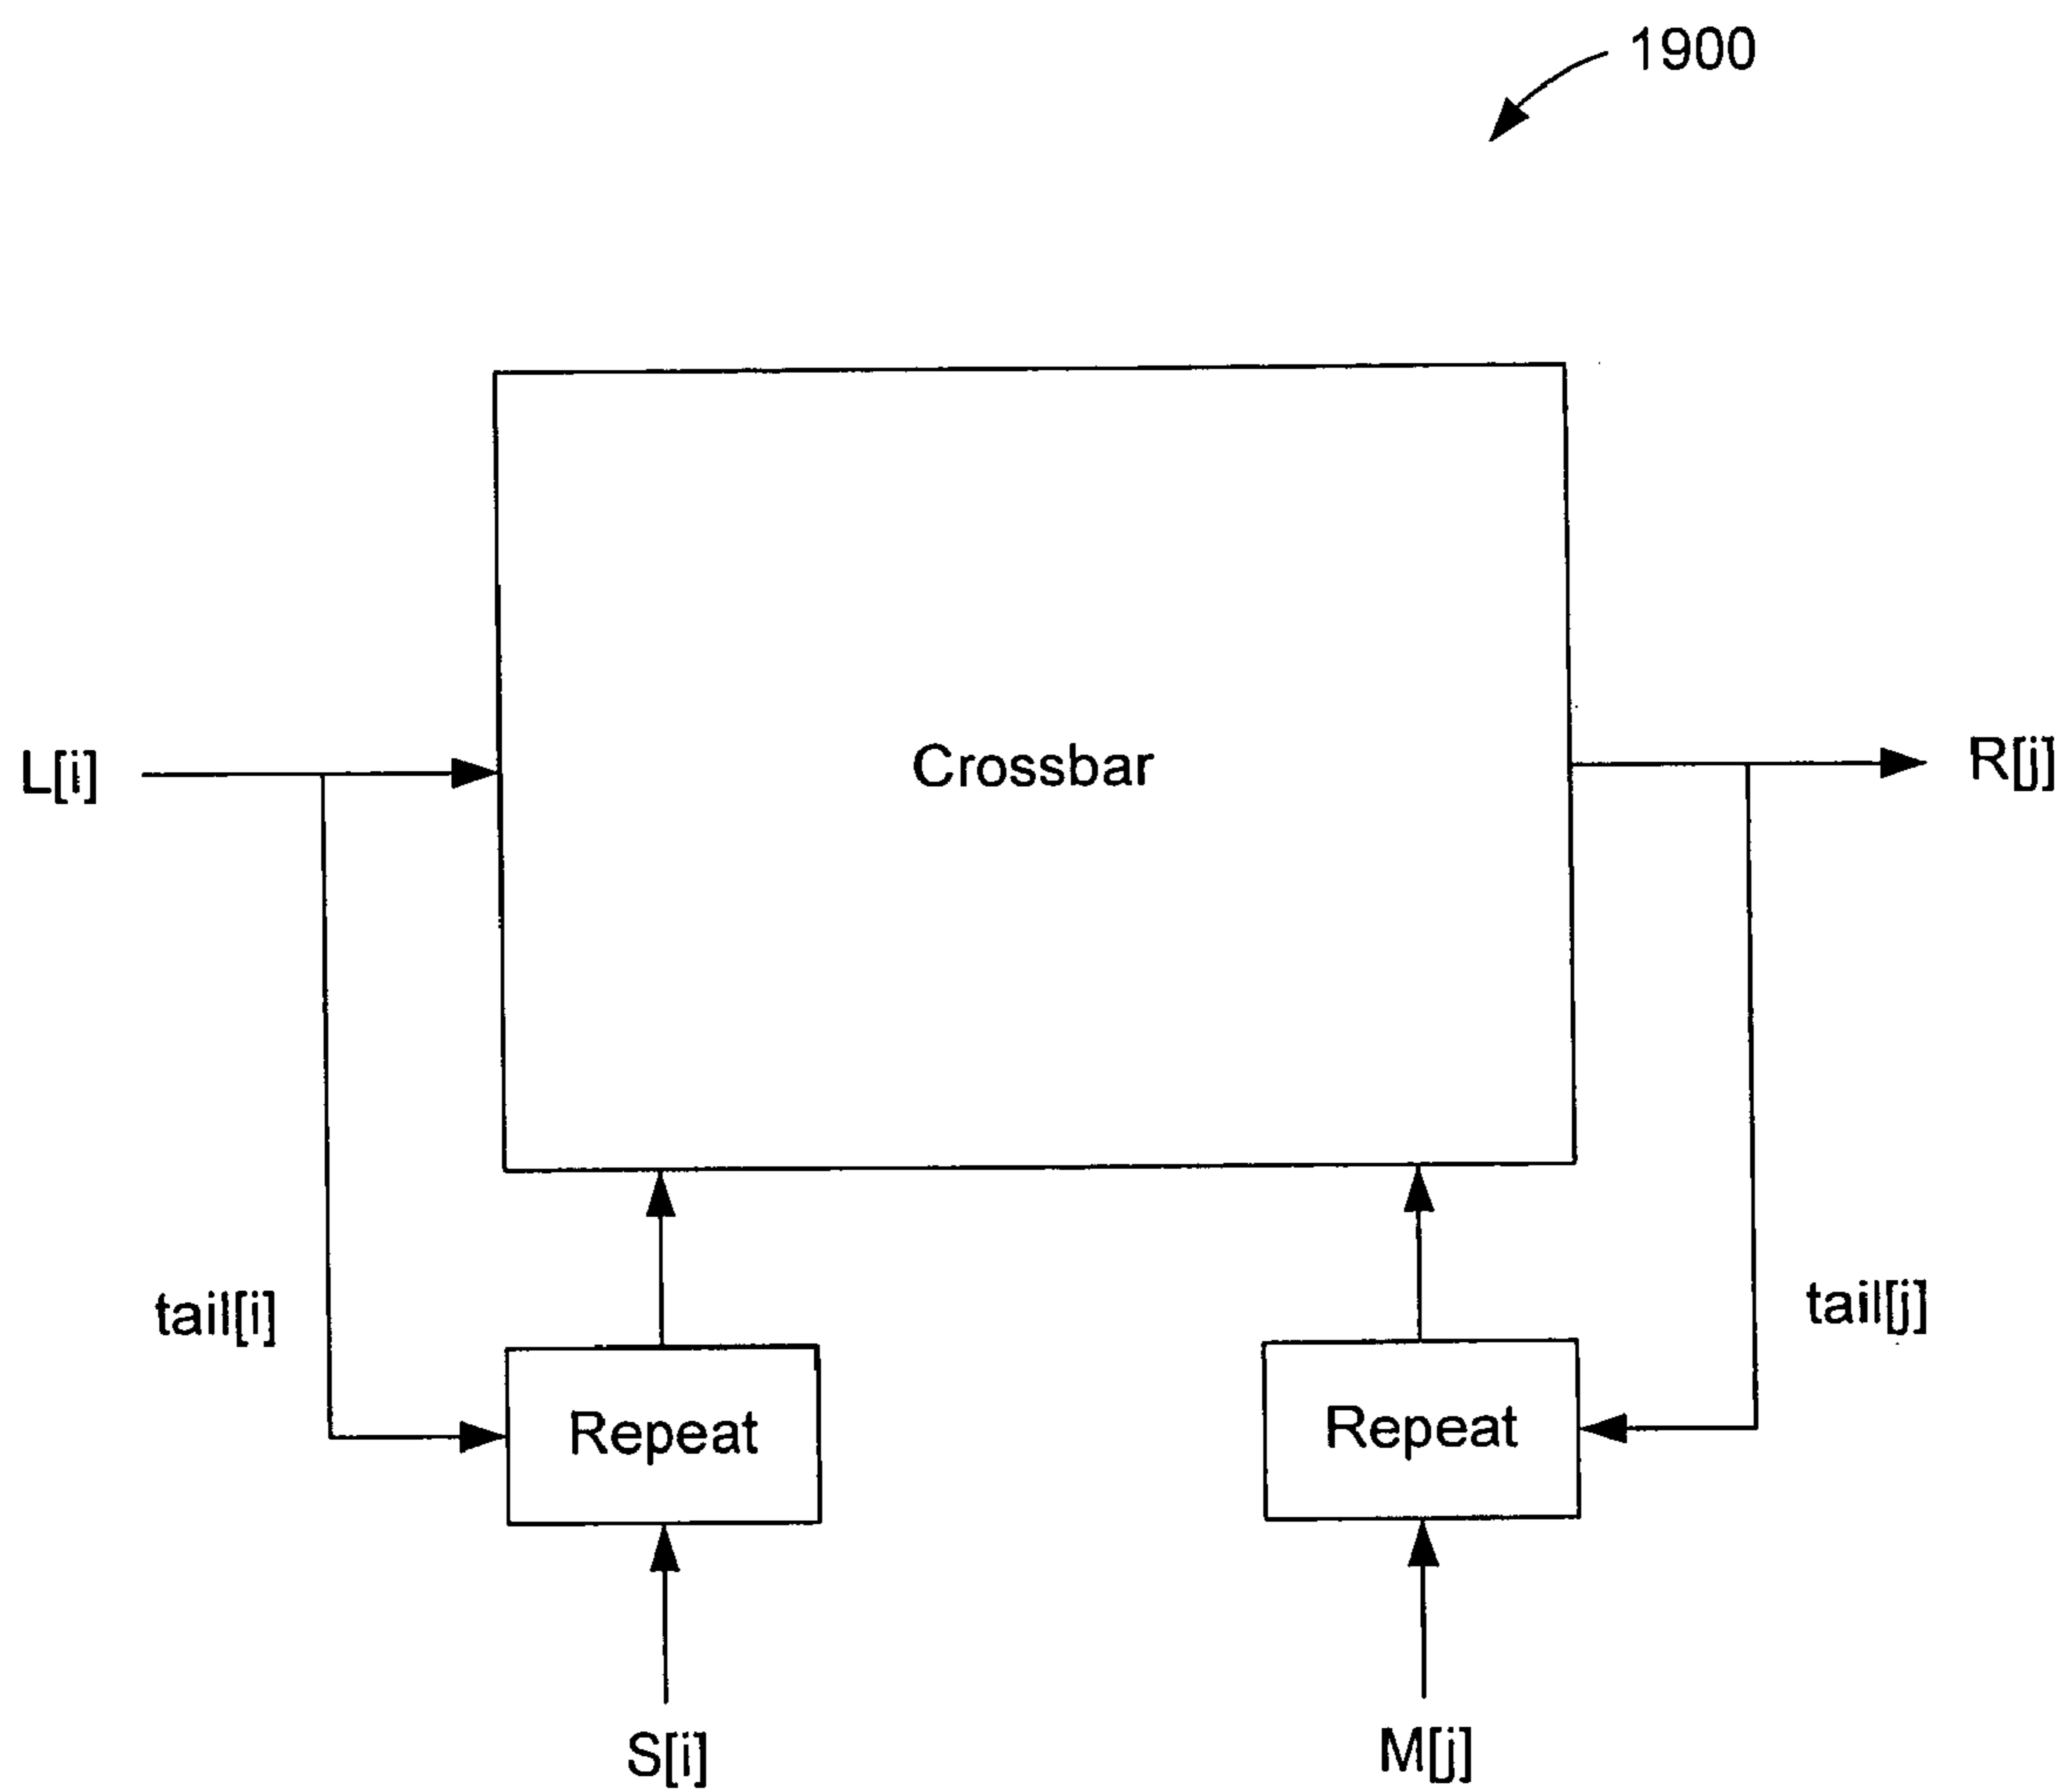 1900
L[i]
Crossbar
R[j]
tail[i]
tail[j]
Repeat
Repeat
S[i]
M[j]